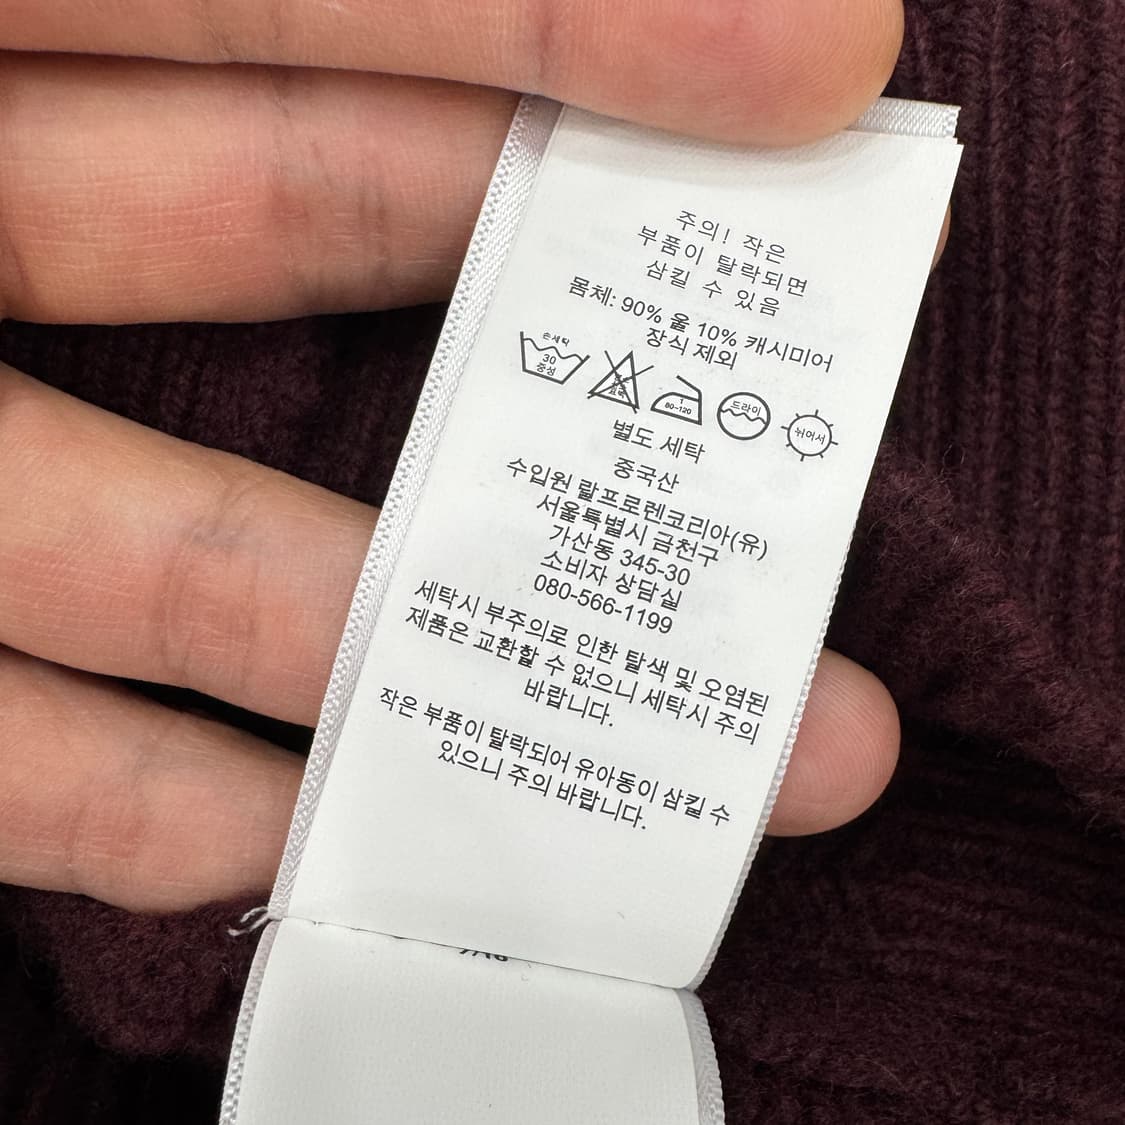 주의! 작은
부품이 탈락되면
삼킬 수 있음
몸체: 90% 울 10% 캐시미어
장식 제외
손세탁
30
중성
1
80~120
드라이
뉘어서
별도 세탁
중국산
수입원 랄프로렌코리아(유)
서울특별시 금천구
가산동 345-30
소비자 상담실
080-566-1199
세탁시 부주의로 인한 탈색 및 오염된
제품은 교환할 수 없으니 세탁시 주의
바랍니다.
작은 부품이 탈락되어 유아동이 삼킬 수
있으니 주의 바랍니다.